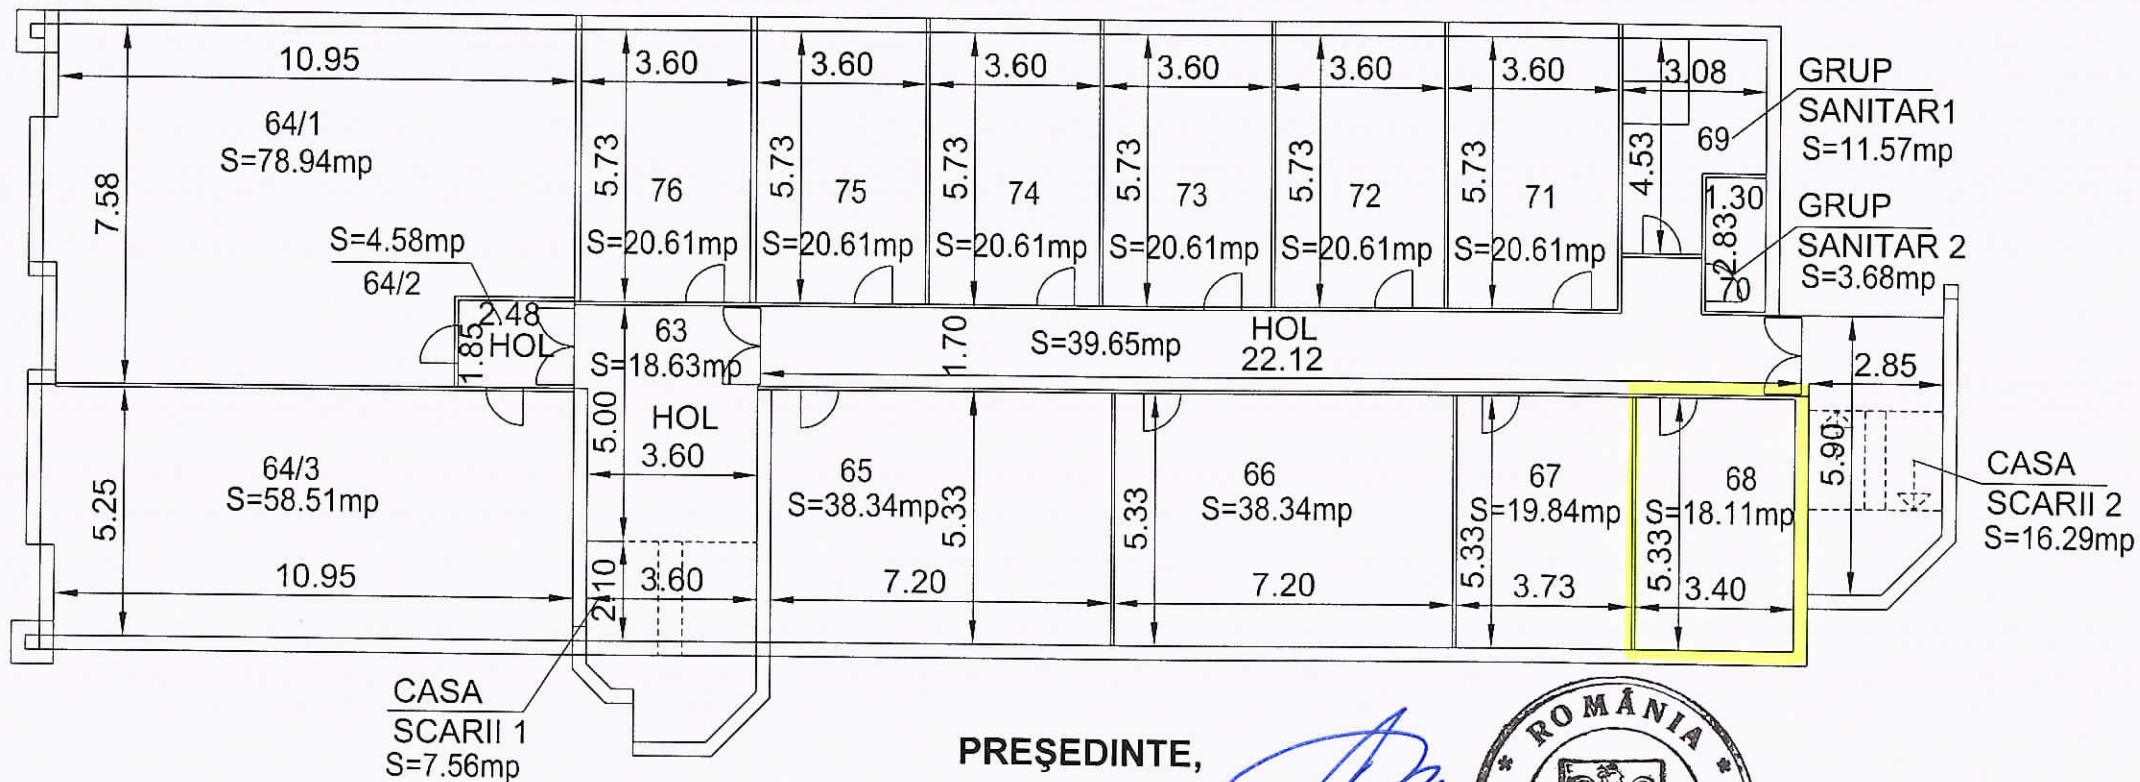 10.95
3.60
3.60
3.60
3.60
3.60
3.60
3.08
GRUP
SANITAR1
S=11.57mp
69
64/1
S=78.94mp
7.58
5.73
5.73
5.73
5.73
5.73
5.73
4.53
76
75
74
73
72
71
S=20.61mp
S=20.61mp
S=20.61mp
S=20.61mp
S=20.61mp
S=20.61mp
1.30
2.83
70
GRUP
SANITAR 2
S=3.68mp
S=4.58mp
64/2
2.48
1.85
HOL
63
S=18.63mp
1.70
S=39.65mp
HOL
22.12
2.85
5.00
HOL
3.60
64/3
S=58.51mp
5.25
10.95
65
S=38.34mp
5.33
7.20
66
S=38.34mp
5.33
7.20
67
S=19.84mp
5.33
3.73
68
S=18.11mp
5.33
3.40
5.90
CASA
SCARII 2
S=16.29mp
2.10
3.60
CASA
SCARII 1
S=7.56mp
PREŞEDINTE,
* ROMÂNIA *